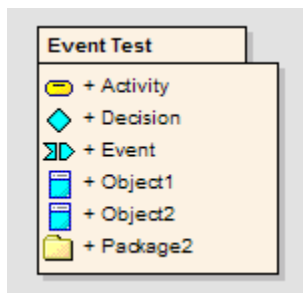 Event Test
+ Activity
+ Decision
+ Event
+ Object1
+ Object2
+ Package2